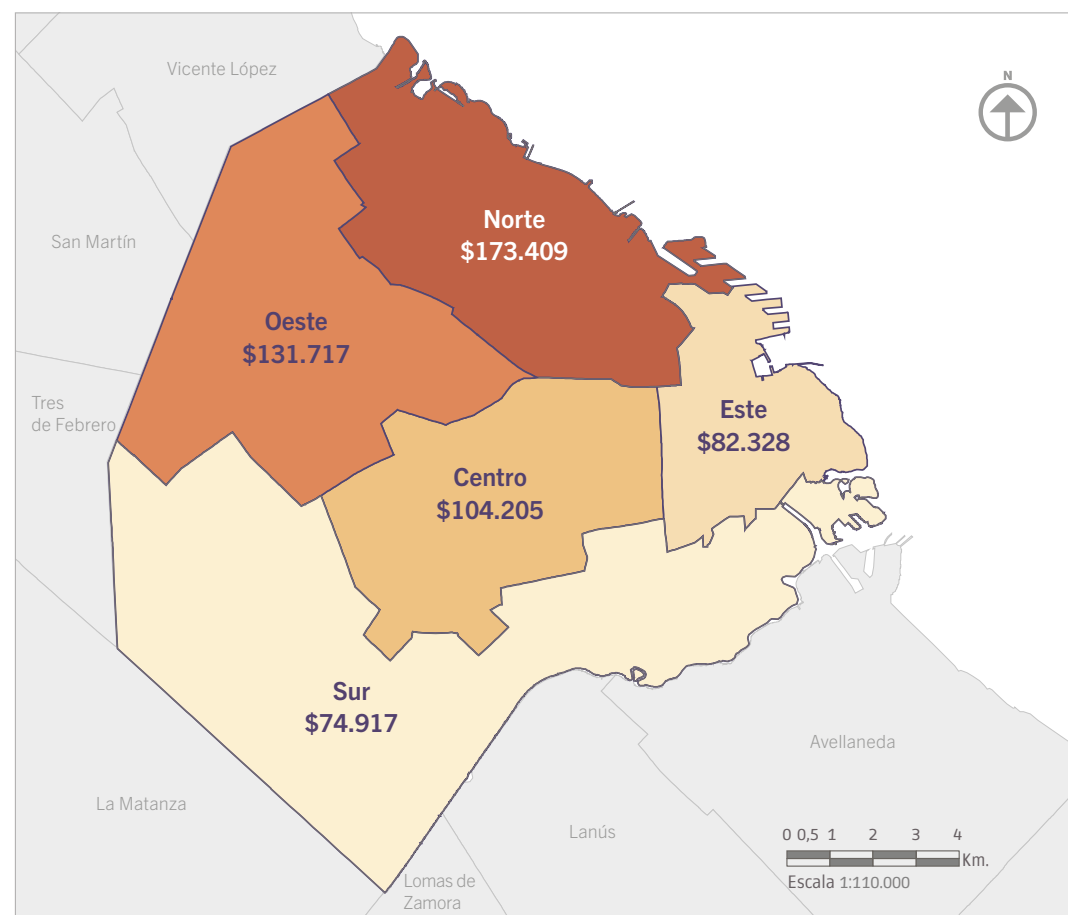 Vicente López
N
San Martín
Norte
$173.409
Oeste
$131.717
Tres
de Febrero
Este
$82.328
Centro
$104.205
Sur
$74.917
Avellaneda
La Matanza
Lanús
0 0,5 1 2 3 4
Km.
Escala 1:110.000
Lomas de
Zamora